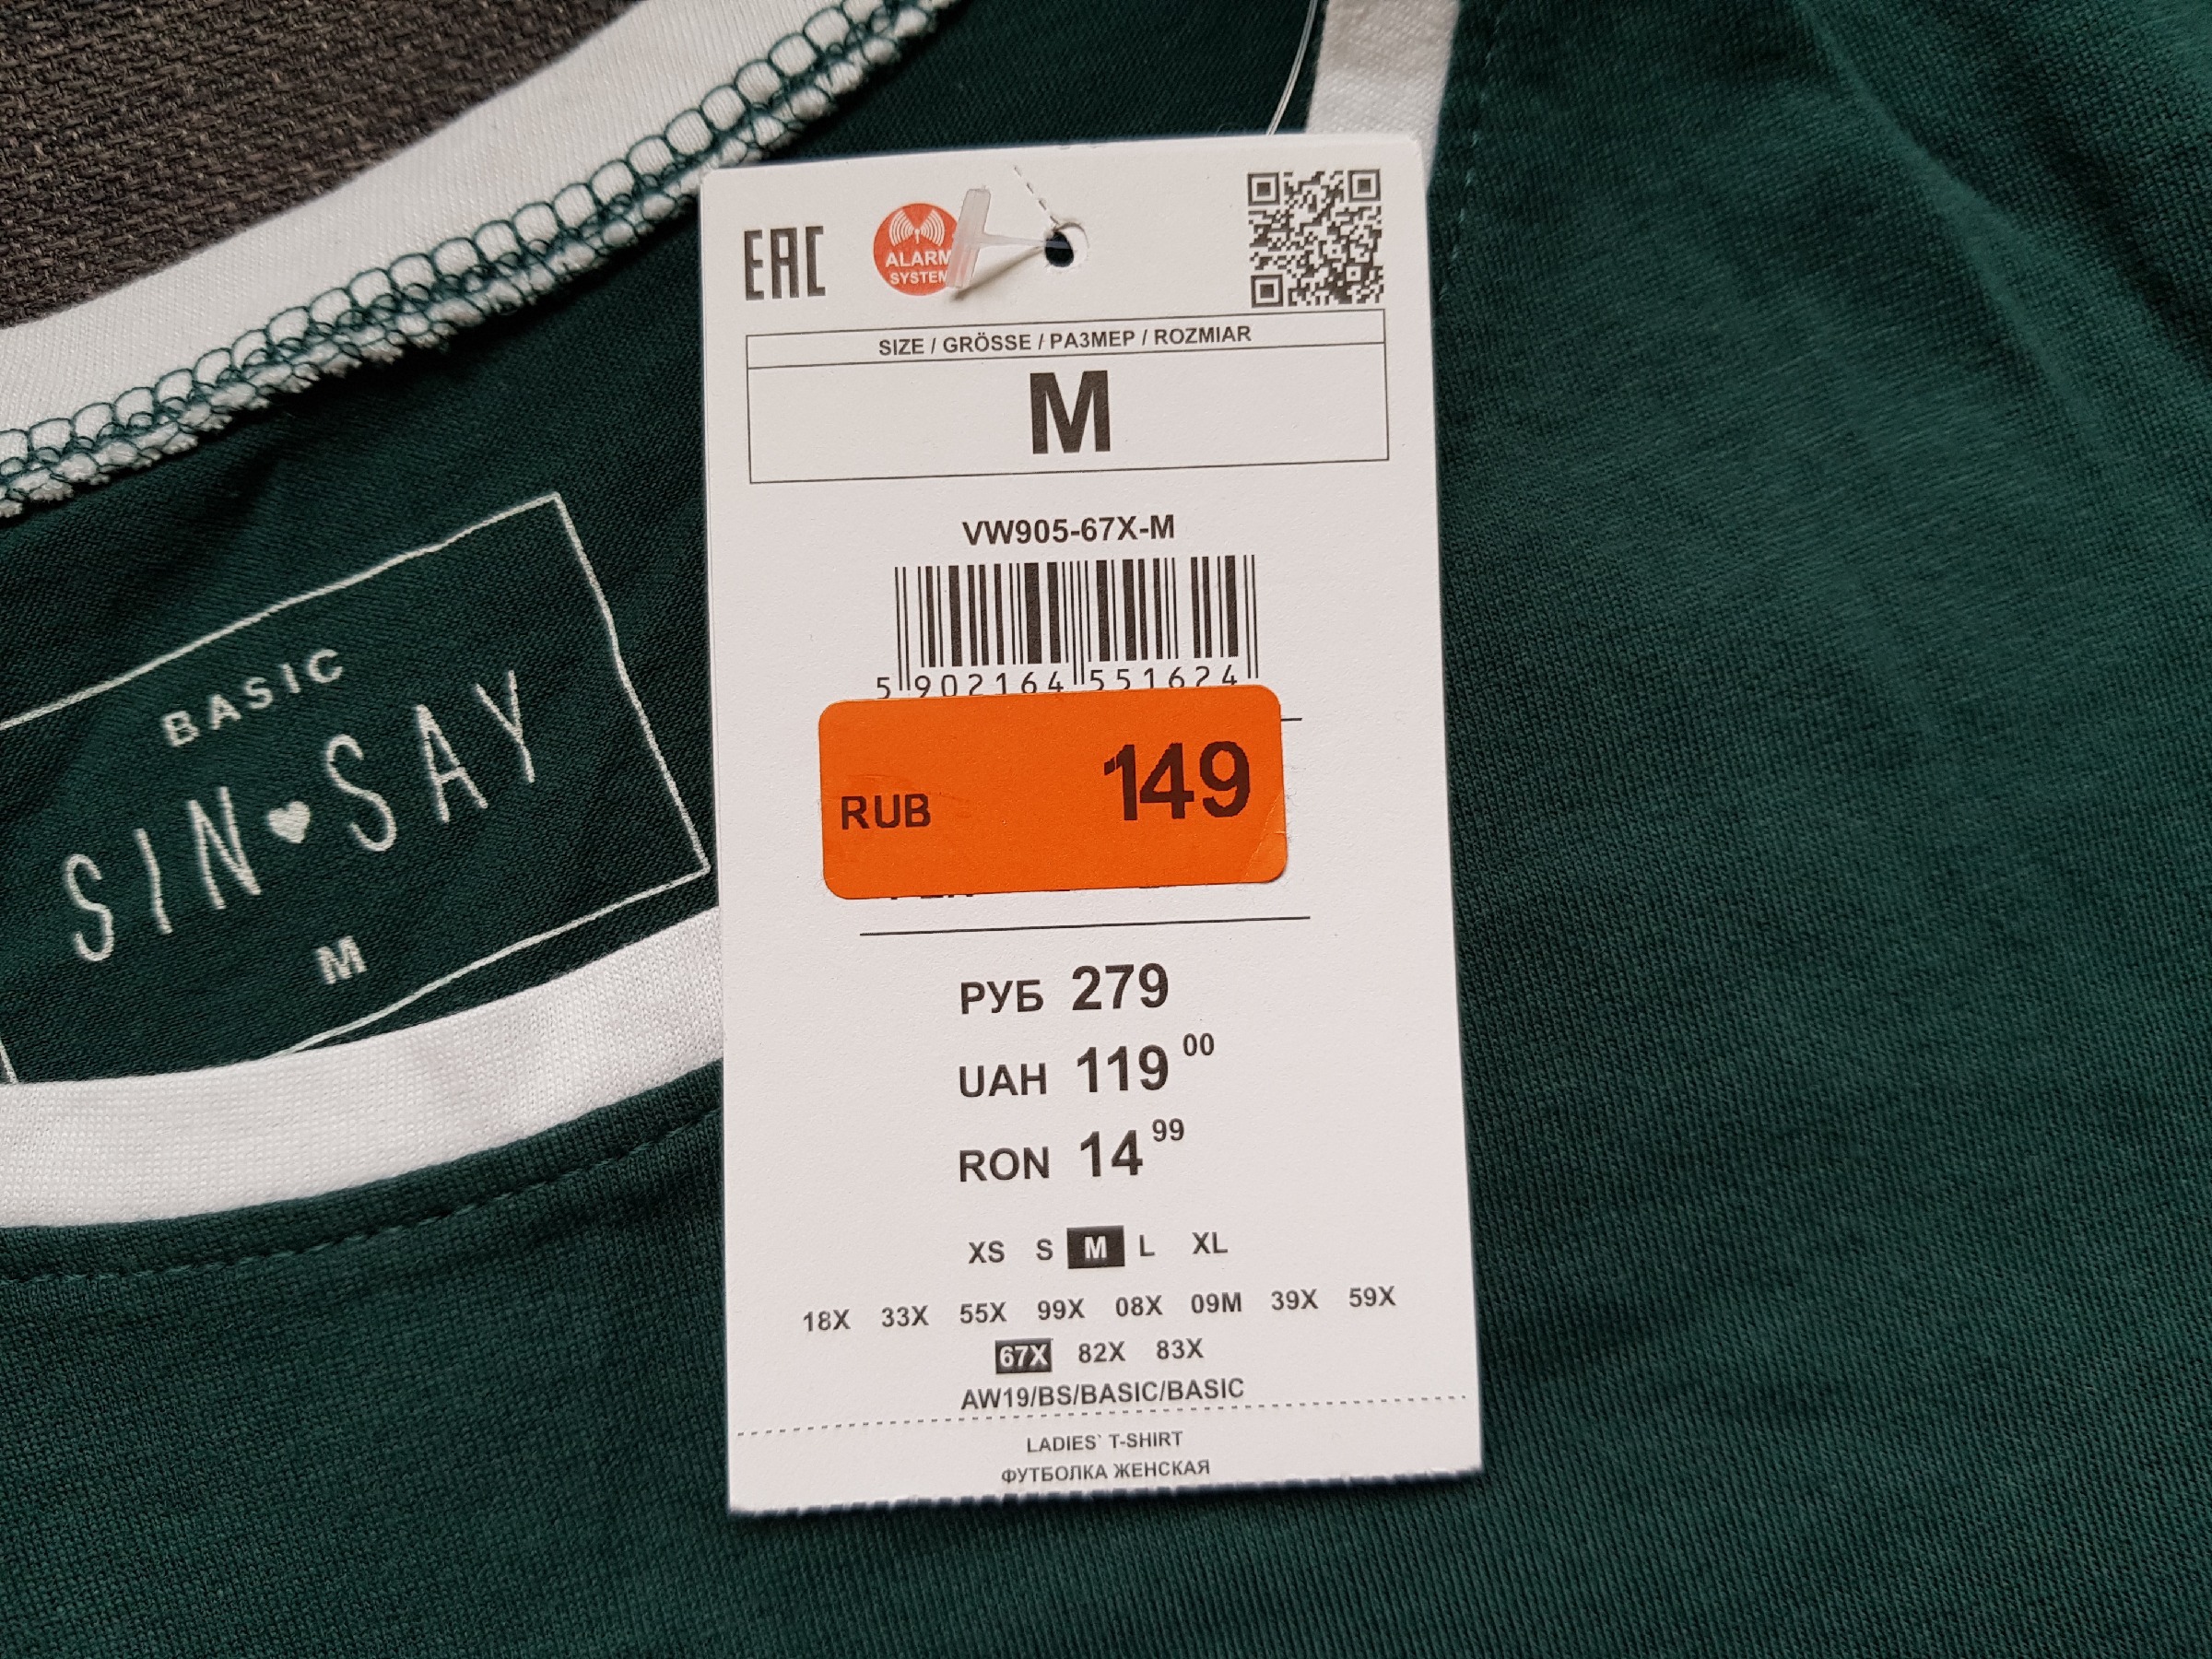 EAC
ALARM
SYSTEM
SIZE / GRÖSSE / РАЗМЕР / ROZMIAR
M
VW905-67X-M
5 902164 551624
RUB 149
РУБ 279
UAH 119 00
RON 14 99
XS S M L XL
18X 33X 55X 99X 08X 09M 39X 59X
67X 82X 83X
AW19/BS/BASIC/BASIC
LADIES` T-SHIRT
ФУТБОЛКА ЖЕНСКАЯ
BASIC
SIN SAY
M